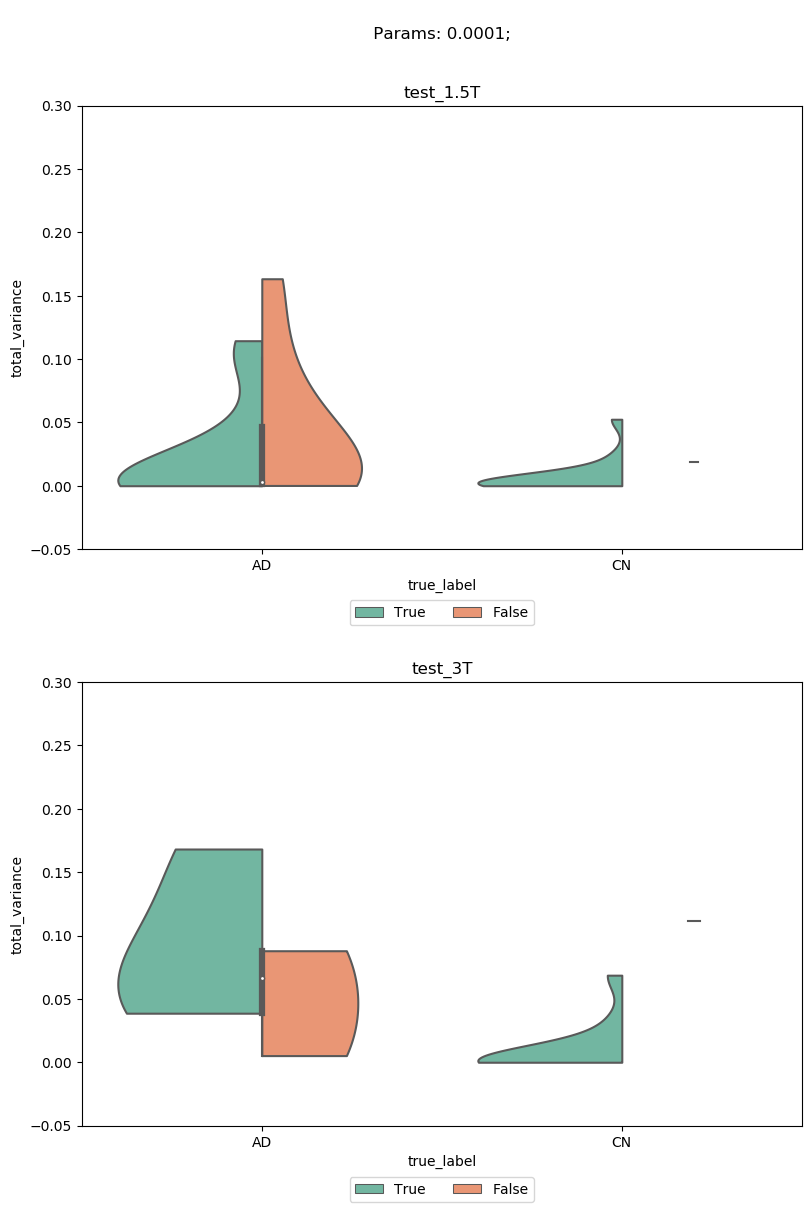 Params: 0.0001;
test_1.5T
0.30
0.25
0.20
0.15
0.10
0.05
0.00
−0.05
total_variance
AD CN
true_label
True False
test_3T
0.30
0.25
0.20
0.15
0.10
0.05
0.00
−0.05
total_variance
AD CN
true_label
True False